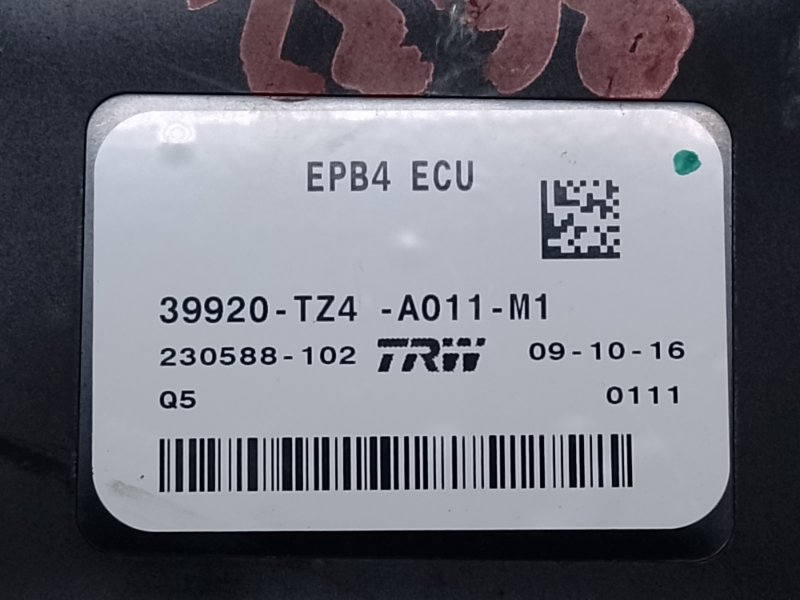 EPB4 ECU
39920-TZ4 -A011-M1
230588-102 TRW 09-10-16
Q5 0111